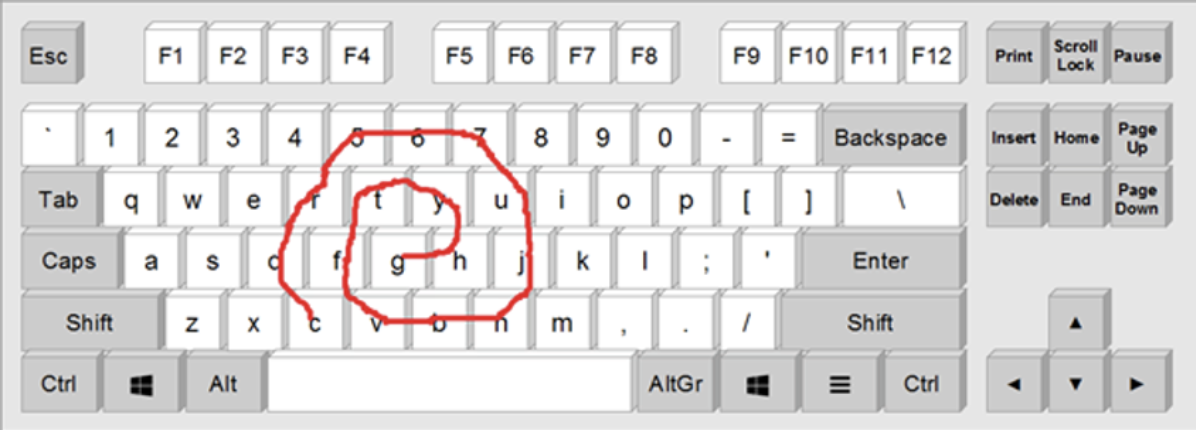 Esc F1 F2 F3 F4 F5 F6 F7 F8 F9 F10 F11 F12 Print Scroll Lock Pause
` 1 2 3 4 5 6 7 8 9 0 - = Backspace Insert Home Page Up
Tab q w e r t y u i o p [ ] \ Delete End Page Down
Caps a s d f g h j k l ; ' Enter
Shift z x c v b n m , . / Shift ▲
Ctrl Alt AltGr Ctrl ◄ ▼ ►